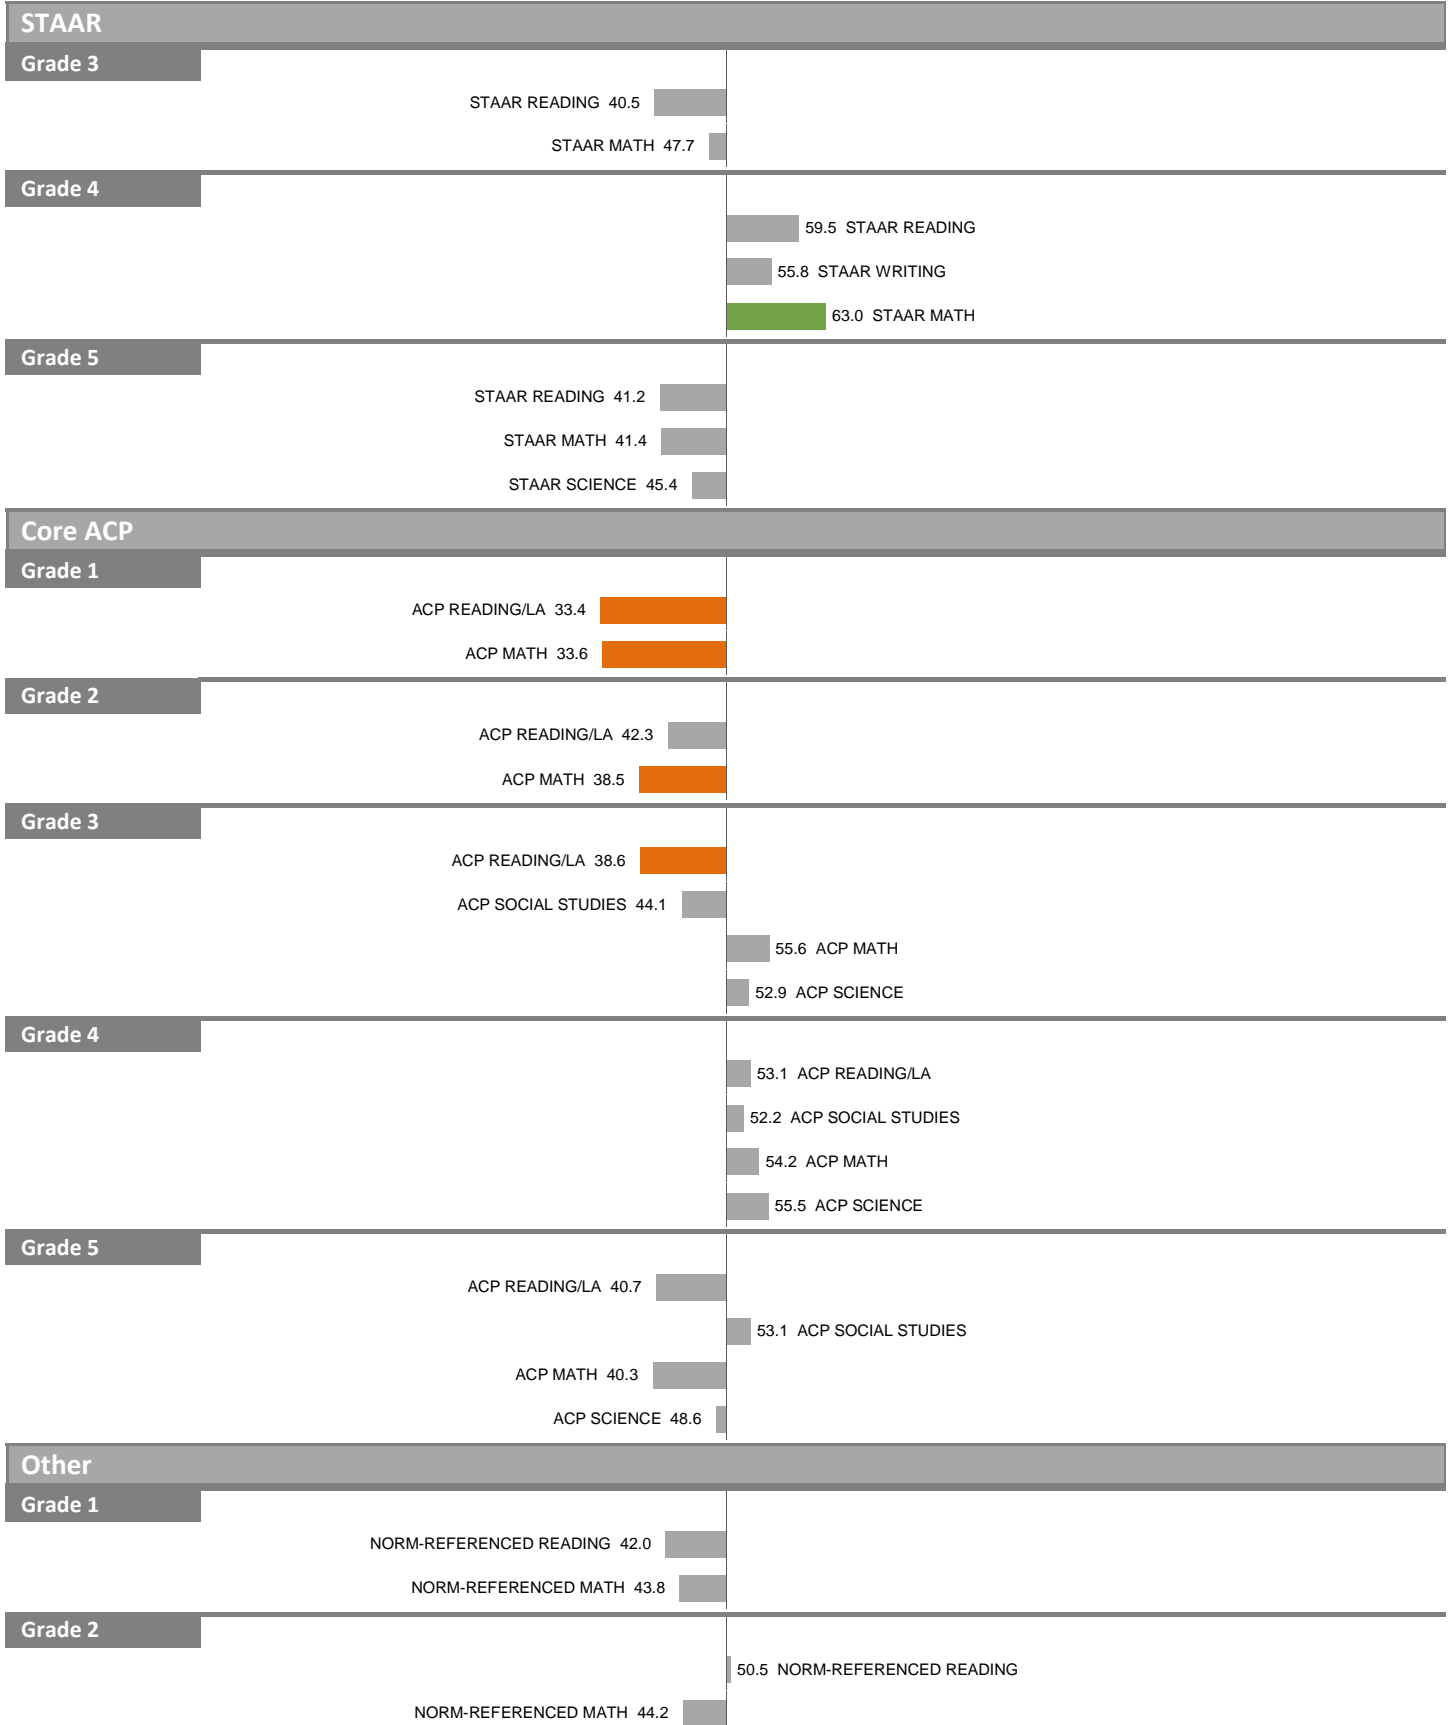 STAAR
Grade 3
STAAR READING 40.5
STAAR MATH 47.7
Grade 4
59.5 STAAR READING
55.8 STAAR WRITING
63.0 STAAR MATH
Grade 5
STAAR READING 41.2
STAAR MATH 41.4
STAAR SCIENCE 45.4
Core ACP
Grade 1
ACP READING/LA 33.4
ACP MATH 33.6
Grade 2
ACP READING/LA 42.3
ACP MATH 38.5
Grade 3
ACP READING/LA 38.6
ACP SOCIAL STUDIES 44.1
55.6 ACP MATH
52.9 ACP SCIENCE
Grade 4
53.1 ACP READING/LA
52.2 ACP SOCIAL STUDIES
54.2 ACP MATH
55.5 ACP SCIENCE
Grade 5
ACP READING/LA 40.7
53.1 ACP SOCIAL STUDIES
ACP MATH 40.3
ACP SCIENCE 48.6
Other
Grade 1
NORM-REFERENCED READING 42.0
NORM-REFERENCED MATH 43.8
Grade 2
50.5 NORM-REFERENCED READING
NORM-REFERENCED MATH 44.2